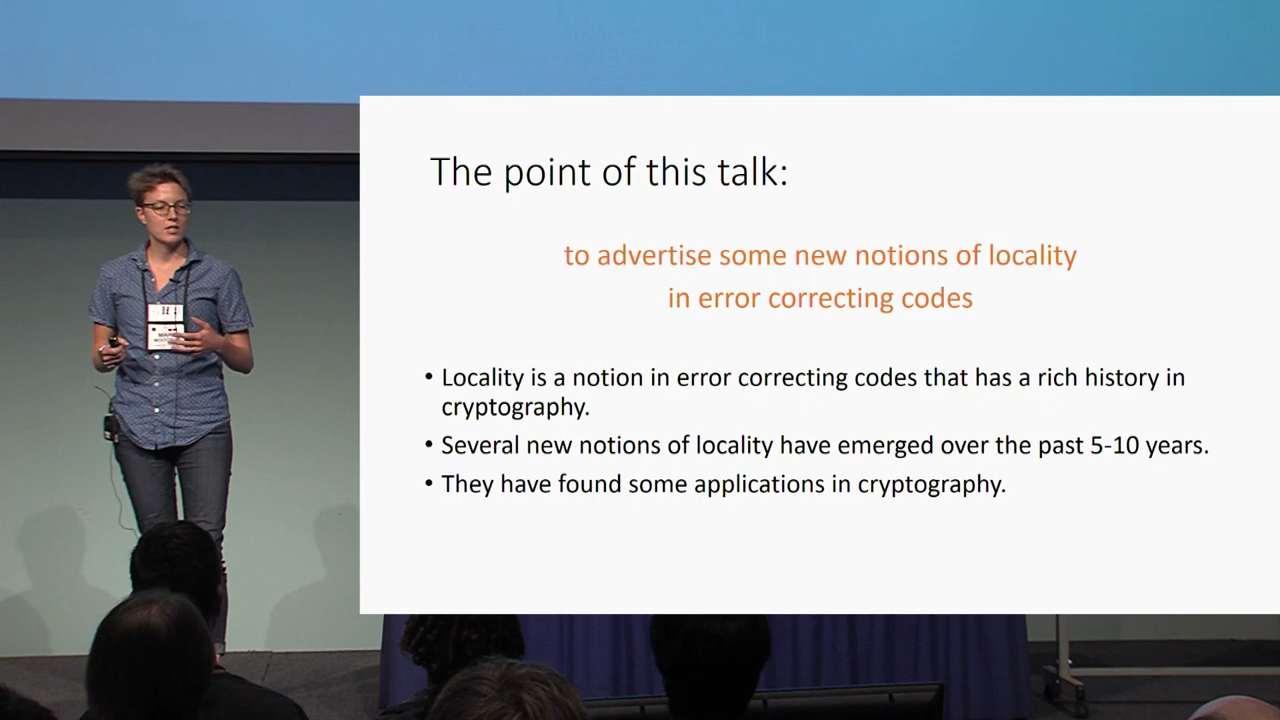 The point of this talk:
to advertise some new notions of locality
in error correcting codes
• Locality is a notion in error correcting codes that has a rich history in
cryptography.
• Several new notions of locality have emerged over the past 5-10 years.
• They have found some applications in cryptography.